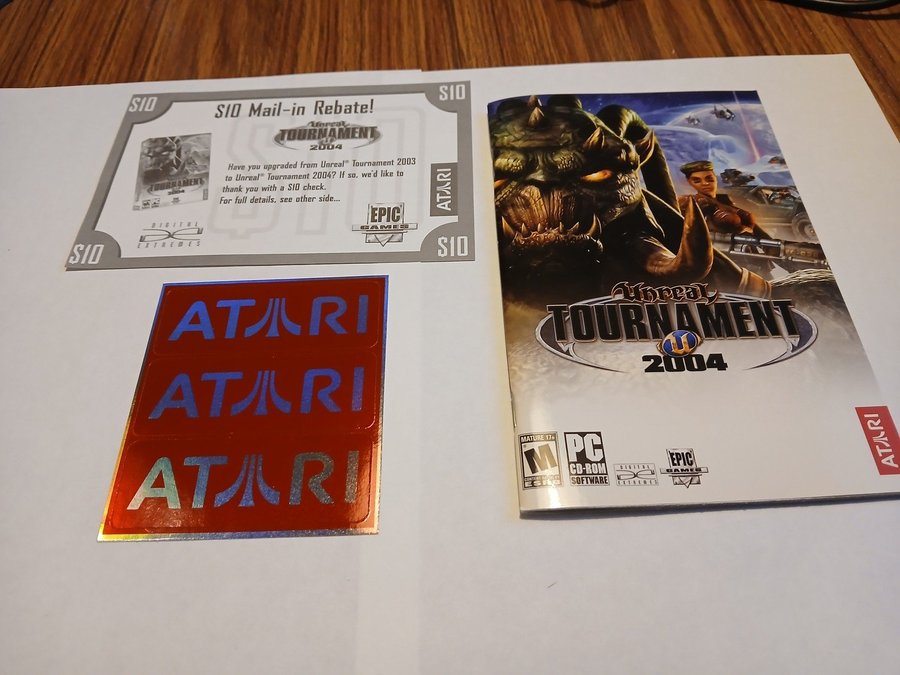 $10
$10 Mail-in Rebate!
$10
Unreal
TOURNAMENT
2004
Have you upgraded from Unreal® Tournament 2003
to Unreal® Tournament 2004? If so, we'd like to
thank you with a $10 check.
For full details, see other side...
TOURNAMENT
2004
ATARI
DIGITAL
EXTREMES
EPIC
GAMES
$10
$10
ATARI
ATARI
ATARI
Unreal
TOURNAMENT
2004
MATURE 17+
M
ESRB
PC
CD-ROM
SOFTWARE
DIGITAL
EXTREMES
EPIC
GAMES
ATARI